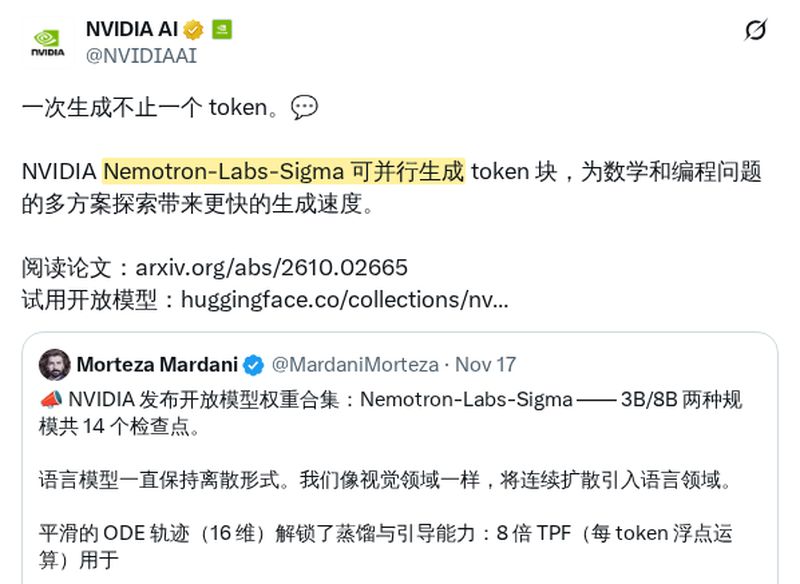 NVIDIA AI
@NVIDIAAI
NVIDIA
一次生成不止一个 token。💬
NVIDIA Nemotron-Labs-Sigma 可并行生成 token 块，为数学和编程问题
的多方案探索带来更快的生成速度。
阅读论文：arxiv.org/abs/2610.02665
试用开放模型：huggingface.co/collections/nv...
Morteza Mardani @MardaniMorteza · Nov 17
📣 NVIDIA 发布开放模型权重合集：Nemotron-Labs-Sigma —— 3B/8B 两种规
模共 14 个检查点。
语言模型一直保持离散形式。我们像视觉领域一样，将连续扩散引入语言领域。
平滑的 ODE 轨迹（16 维）解锁了蒸馏与引导能力：8 倍 TPF（每 token 浮点运
算）用于